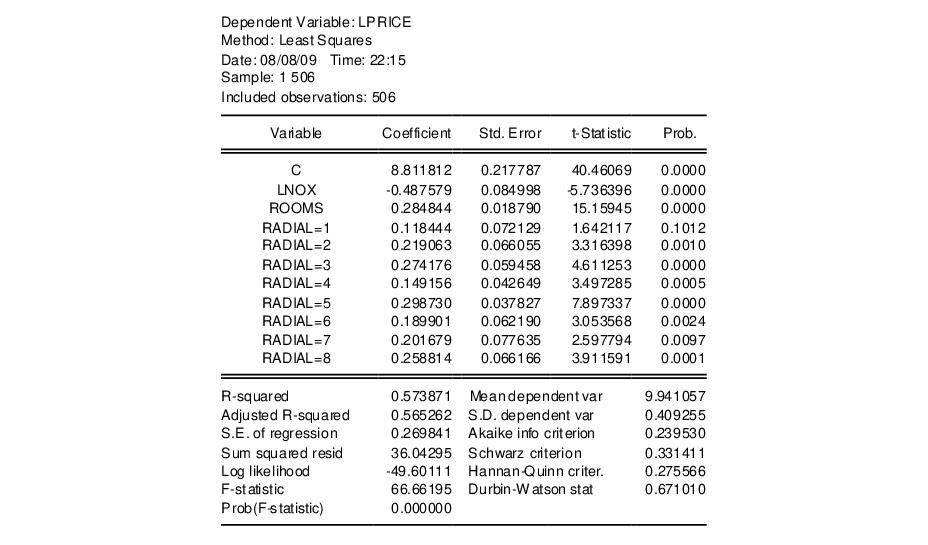 Dependent Variable: LPRICE
Method: Least Squares
Date: 08/08/09 Time: 22:15
Sample: 1 506
Included observations: 506
Variable Coefficient Std. Error t-Statistic Prob.
C 8.811812 0.217787 40.46069 0.0000
LNOX -0.487579 0.084998 -5.736396 0.0000
ROOMS 0.284844 0.018790 15.15945 0.0000
RADIAL=1 0.118444 0.072129 1.642117 0.1012
RADIAL=2 0.219063 0.066055 3.316398 0.0010
RADIAL=3 0.274176 0.059458 4.611253 0.0000
RADIAL=4 0.149156 0.042649 3.497285 0.0005
RADIAL=5 0.298730 0.037827 7.897337 0.0000
RADIAL=6 0.189901 0.062190 3.053568 0.0024
RADIAL=7 0.201679 0.077635 2.597794 0.0097
RADIAL=8 0.258814 0.066166 3.911591 0.0001
R-squared 0.573871 Mean dependent var 9.941057
Adjusted R-squared 0.565262 S.D. dependent var 0.409255
S.E. of regression 0.269841 Akaike info criterion 0.239530
Sum squared resid 36.04295 Schwarz criterion 0.331411
Log likelihood -49.60111 Hannan-Quinn criter. 0.275566
F-statistic 66.66195 Durbin-Watson stat 0.671010
Prob(F-statistic) 0.000000